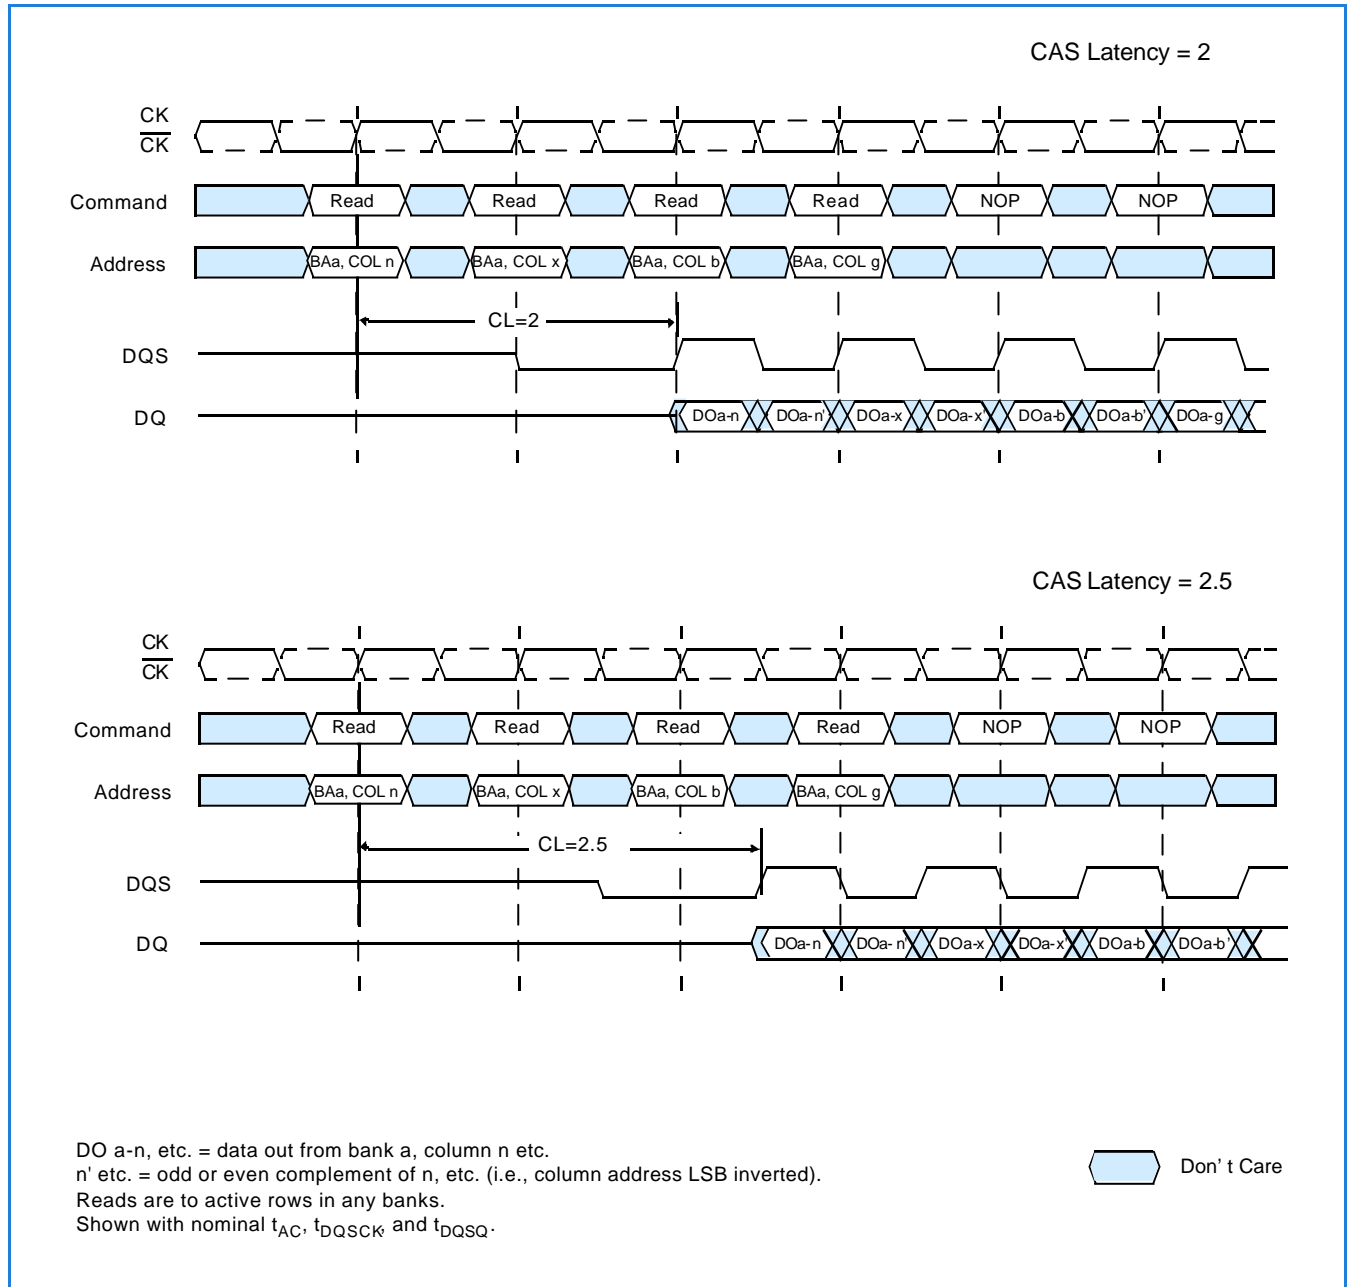 CAS Latency = 2
CK
CK
Command Read Read Read Read NOP NOP
Address BAa, COL n BAa, COL x BAa, COL b BAa, COL g
CL=2
DQS
DQ DOa-n DOa-n' DOa-x DOa-x' DOa-b DOa-b' DOa-g
CAS Latency = 2.5
CK
CK
Command Read Read Read Read NOP NOP
Address BAa, COL n BAa, COL x BAa, COL b BAa, COL g
CL=2.5
DQS
DQ DOa-n DOa-n' DOa-x DOa-x' DOa-b DOa-b'
DO a-n, etc. = data out from bank a, column n etc.
n' etc. = odd or even complement of n, etc. (i.e., column address LSB inverted).
Reads are to active rows in any banks.
Shown with nominal tAC, tDQSCK, and tDQSQ.
Don't Care